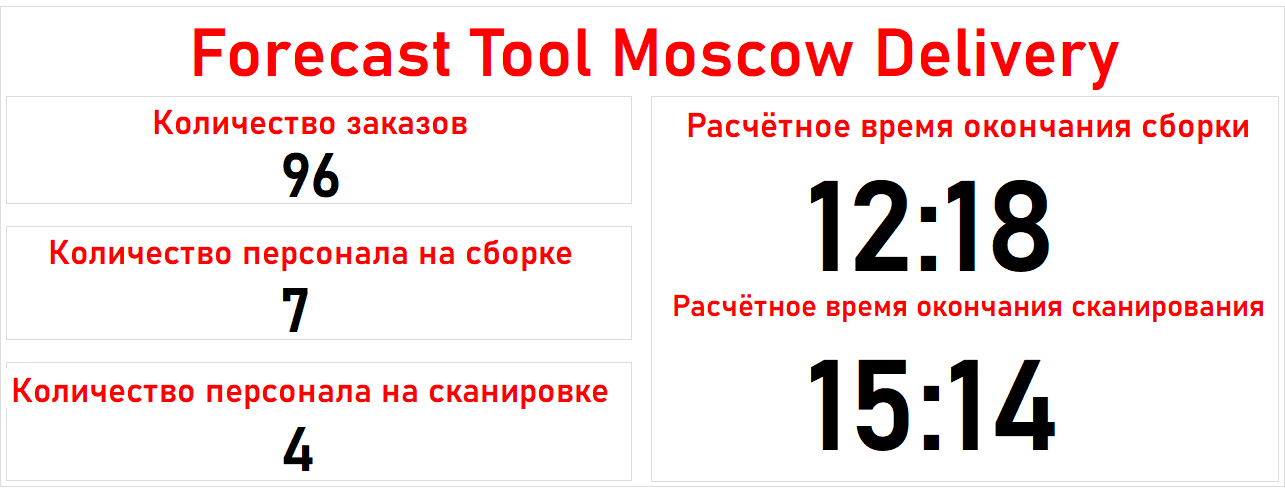 Forecast Tool Moscow Delivery
Количество заказов
96
Количество персонала на сборке
7
Количество персонала на сканировке
4
Расчётное время окончания сборки
12:18
Расчётное время окончания сканирования
15:14